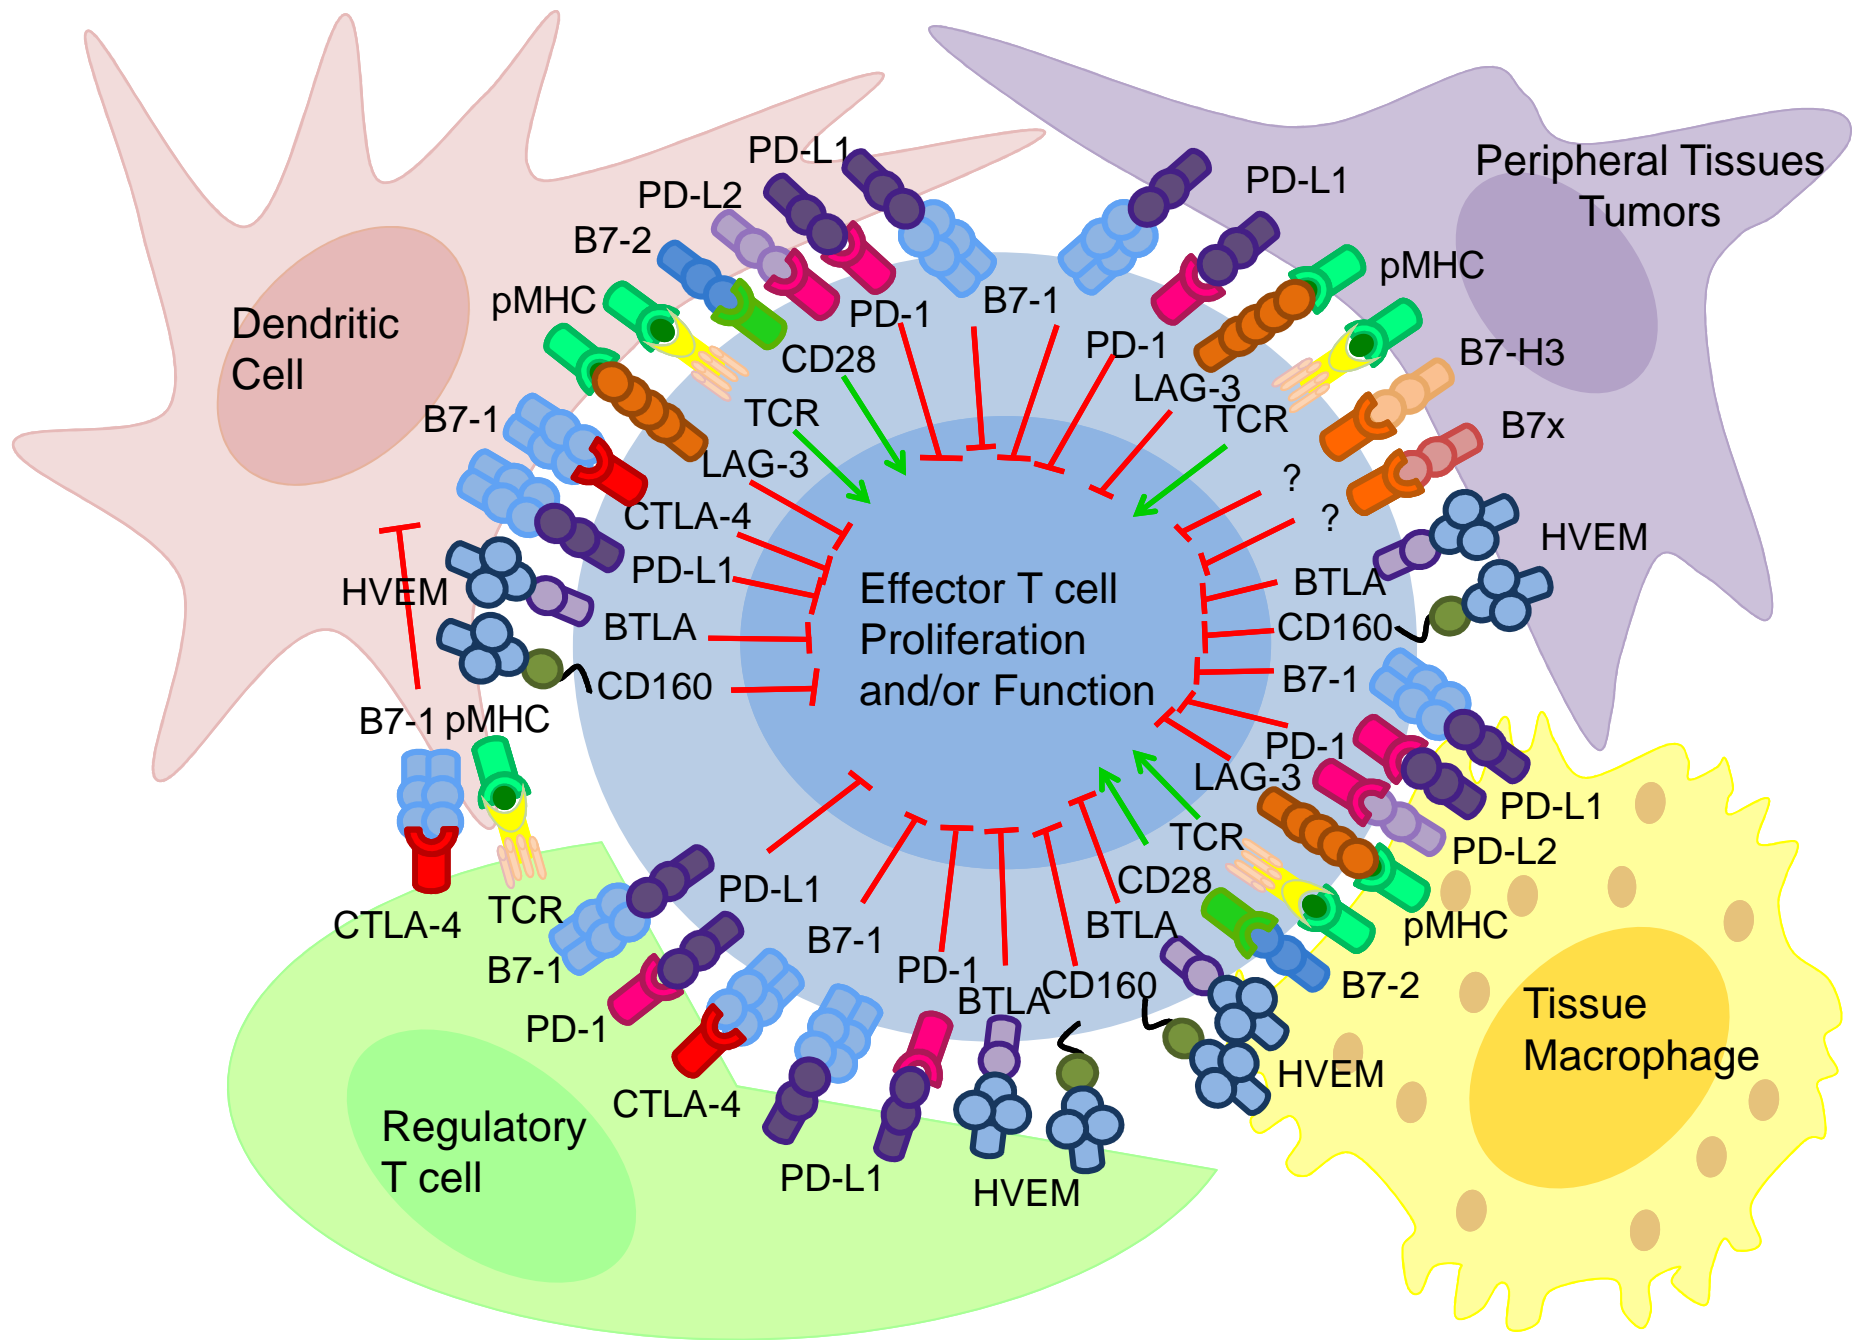 PD-L1
PD-L2
B7-2
pMHC
Dendritic
Cell
B7-1
HVEM
PD-1
B7-1
CD28
TCR
LAG-3
CTLA-4
PD-L1
BTLA
CD160
Peripheral Tissues
Tumors
PD-L1
pMHC
B7-H3
B7x
HVEM
PD-1
LAG-3
TCR
?
?
BTLA
CD160
B7-1
PD-1
LAG-3
TCR
CD28
BTLA
Effector T cell
Proliferation
and/or Function
PD-L1
PD-L2
pMHC
B7-2
HVEM
Tissue
Macrophage
B7-1
pMHC
CTLA-4
TCR
B7-1
PD-1
CTLA-4
PD-L1
HVEM
PD-L1
B7-1
PD-1
BTLA
CD160
Regulatory
T cell